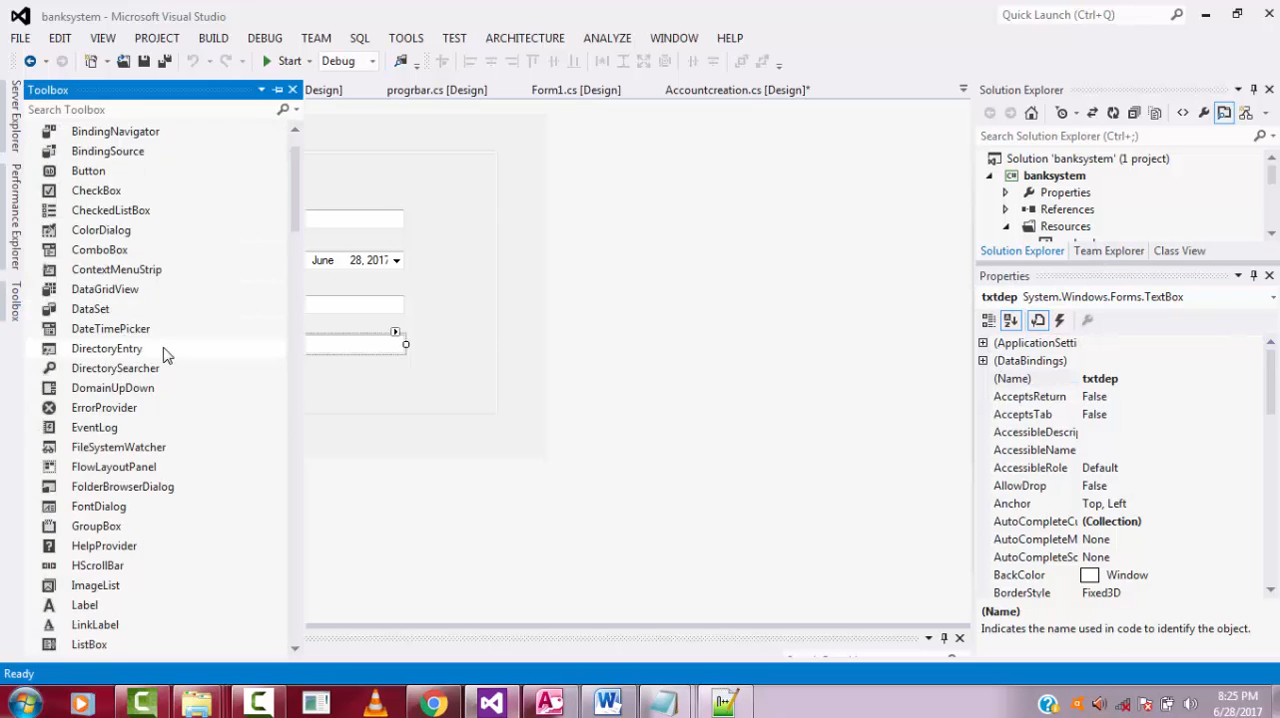 banksystem - Microsoft Visual Studio
Quick Launch (Ctrl+Q)
FILE EDIT VIEW PROJECT BUILD DEBUG TEAM SQL TOOLS TEST ARCHITECTURE ANALYZE WINDOW HELP
Start Debug
Server Explorer
Performance Explorer
Toolbox
Toolbox
Search Toolbox
BindingNavigator
BindingSource
Button
CheckBox
CheckedListBox
ColorDialog
ComboBox
ContextMenuStrip
DataGridView
DataSet
DateTimePicker
DirectoryEntry
DirectorySearcher
DomainUpDown
ErrorProvider
EventLog
FileSystemWatcher
FlowLayoutPanel
FolderBrowserDialog
FontDialog
GroupBox
HelpProvider
HScrollBar
ImageList
Label
LinkLabel
ListBox
[Design] progrbar.cs [Design] Form1.cs [Design] Accountcreation.cs [Design]*
June 28, 2017
Solution Explorer
Search Solution Explorer (Ctrl+;)
Solution 'banksystem' (1 project)
C# banksystem
Properties
References
Resources
Solution Explorer Team Explorer Class View
Properties
txtdep System.Windows.Forms.TextBox
(ApplicationSetti
(DataBindings)
(Name) txtdep
AcceptsReturn False
AcceptsTab False
AccessibleDescrip
AccessibleName
AccessibleRole Default
AllowDrop False
Anchor Top, Left
AutoCompleteCu (Collection)
AutoCompleteM None
AutoCompleteSc None
BackColor Window
BorderStyle Fixed3D
(Name)
Indicates the name used in code to identify the object.
Ready
8:25 PM
6/28/2017